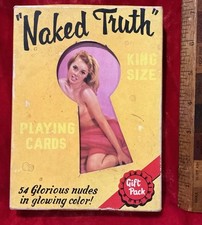 "Naked Truth"
KING
SIZE
PLAYING
CARDS
Gift
Pack
54 Glorious nudes
in glowing color!